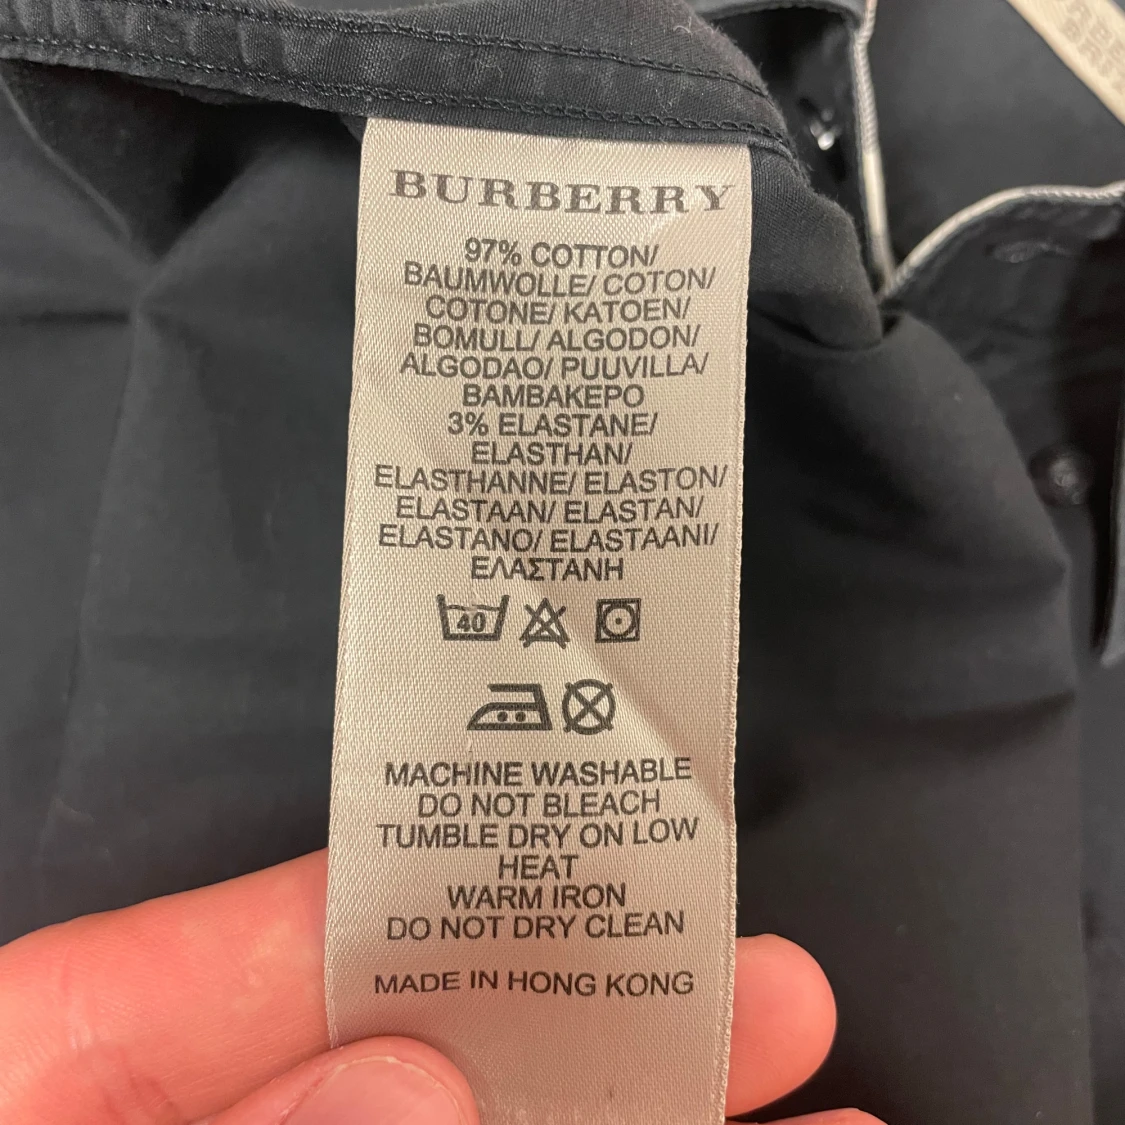 BURBERRY
97% COTTON/
BAUMWOLLE/ COTON/
COTONE/ KATOEN/
BOMULL/ ALGODON/
ALGODAO/ PUUVILLA/
ΒΑΜΒΑΚΕΡΟ
3% ELASTANE/
ELASTHAN/
ELASTHANNE/ ELASTON/
ELASTAAN/ ELASTAN/
ELASTANO/ ELASTAANI/
ΕΛΑΣΤΑΝΗ
40
MACHINE WASHABLE
DO NOT BLEACH
TUMBLE DRY ON LOW
HEAT
WARM IRON
DO NOT DRY CLEAN
MADE IN HONG KONG